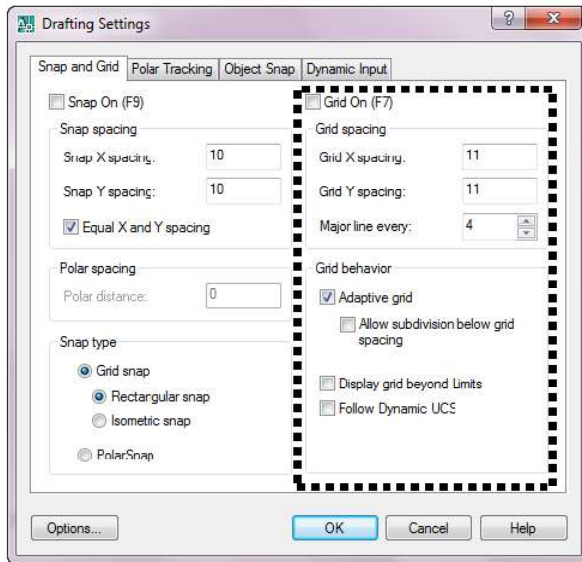 Drafting Settings
Snap and Grid
Polar Tracking
Object Snap
Dynamic Input
Snap On (F9)
Snap spacing
Snap X spacing:
10
Snap Y spacing:
10
Equal X and Y spacing
Polar spacing
Polar distance:
0
Snap type
Grid snap
Rectangular snap
Isometric snap
PolarSnap
Grid On (F7)
Grid spacing
Grid X spacing:
11
Grid Y spacing:
11
Major line every:
4
Grid behavior
Adaptive grid
Allow subdivision below grid
spacing
Display grid beyond Limits
Follow Dynamic UCS
Options...
OK
Cancel
Help